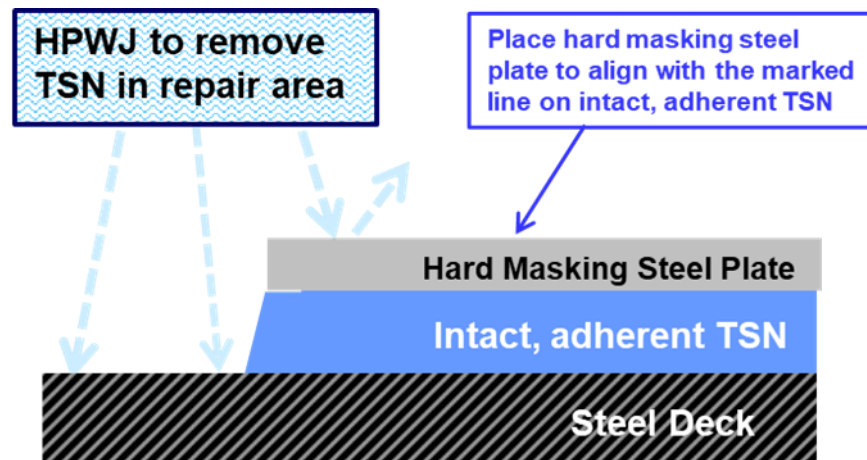 HPWJ to remove
TSN in repair area
Place hard masking steel
plate to align with the marked
line on intact, adherent TSN
Hard Masking Steel Plate
Intact, adherent TSN
Steel Deck